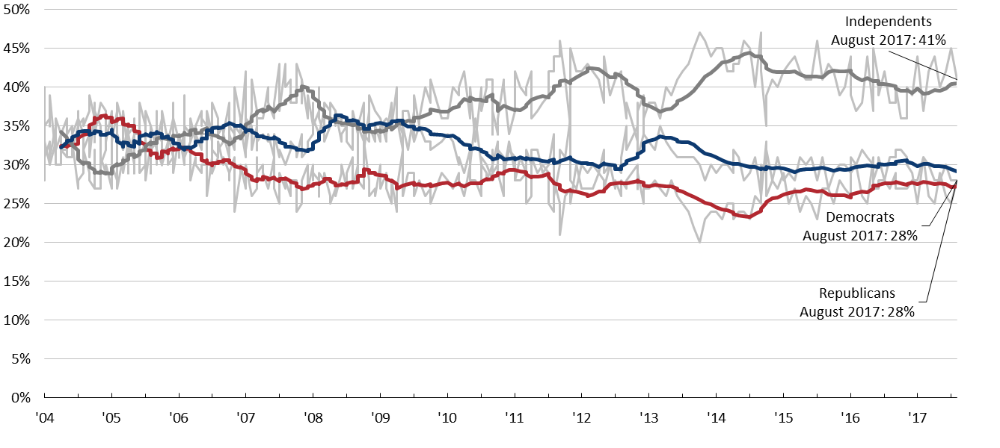 50%
Independents
August 2017: 41%
45%
40%
35%
30%
25%
Democrats
August 2017: 28%
20%
15%
Republicans
August 2017: 28%
10%
5%
0%
'04 '05 '06 '07 '08 '09 '10 '11 '12 '13 '14 '15 '16 '17